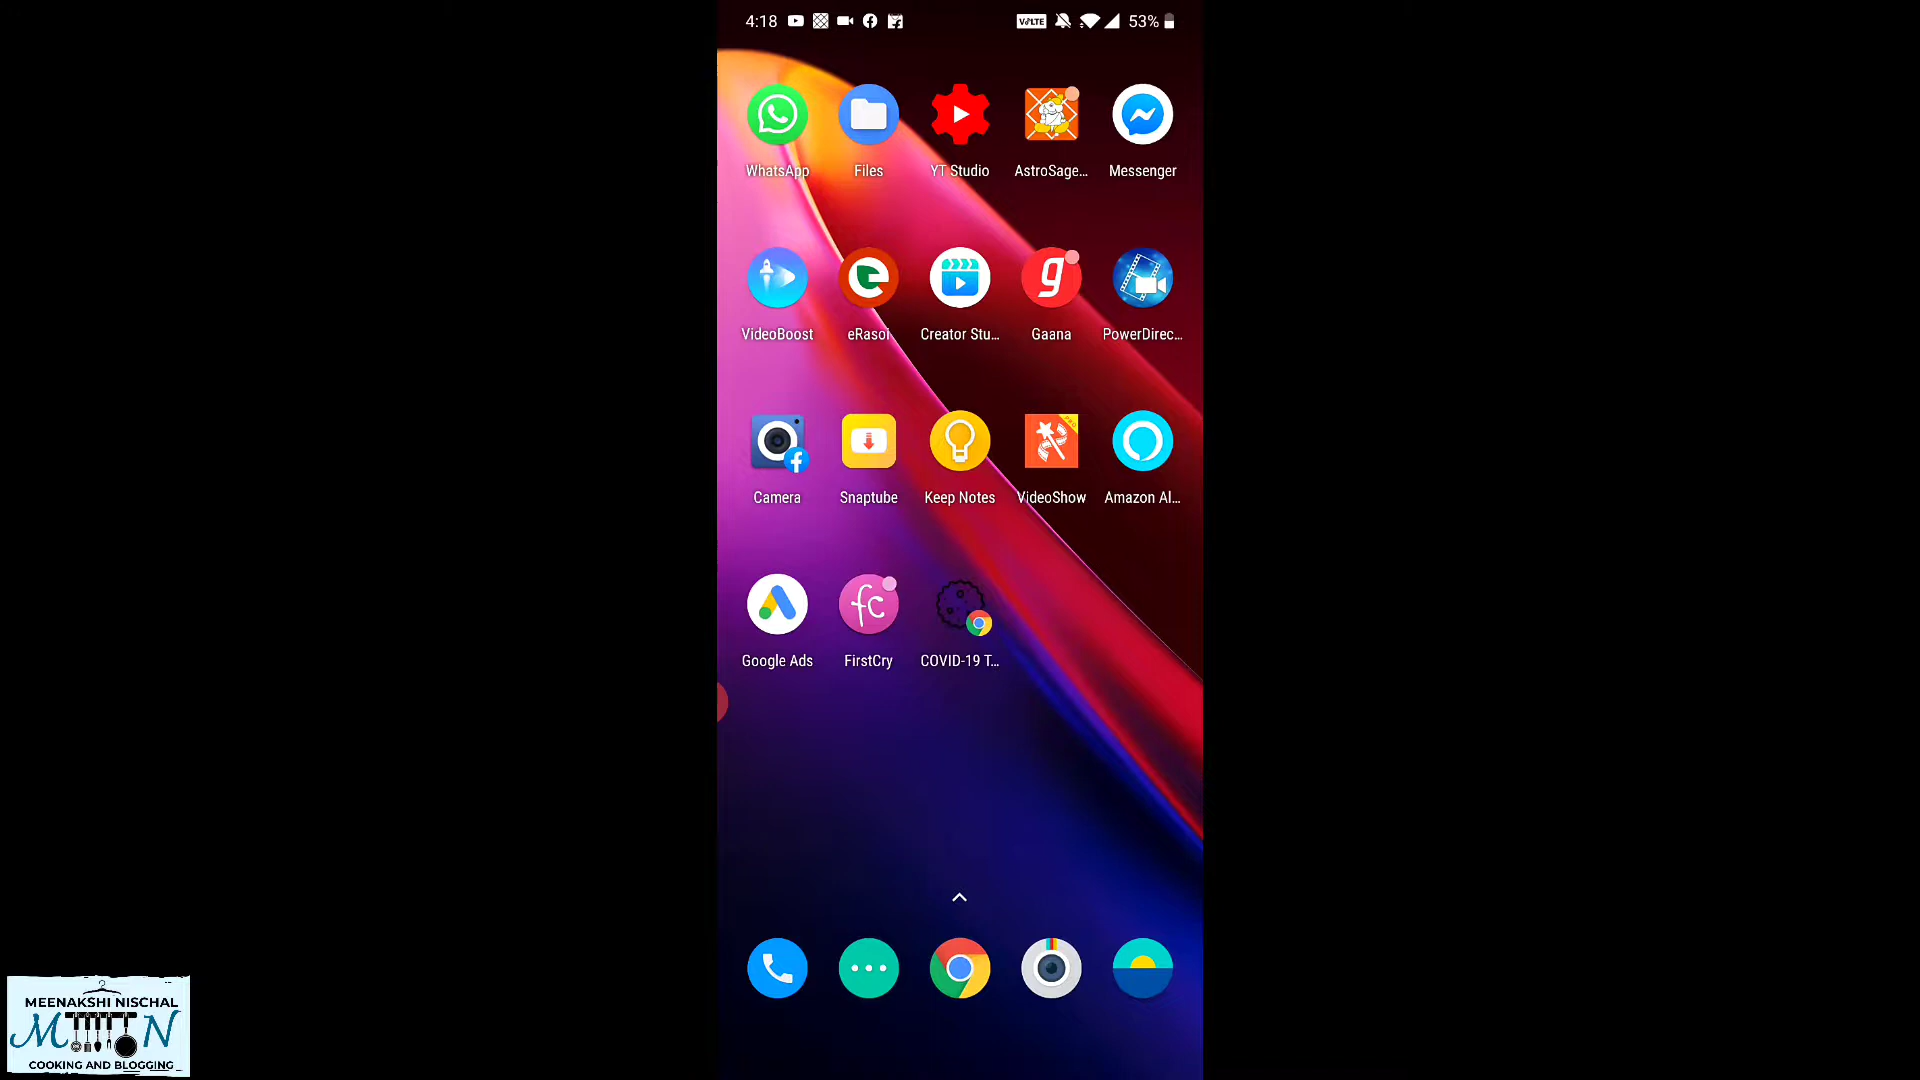 4:18
VoLTE
53%
WhatsApp
Files
YT Studio
AstroSage...
Messenger
VideoBoost
eRasoi
Creator Stu...
Gaana
PowerDirec...
Camera
Snaptube
Keep Notes
VideoShow
Amazon Al...
Google Ads
FirstCry
COVID-19 T...
MEENAKSHI NISCHAL
M N
COOKING AND BLOGGING